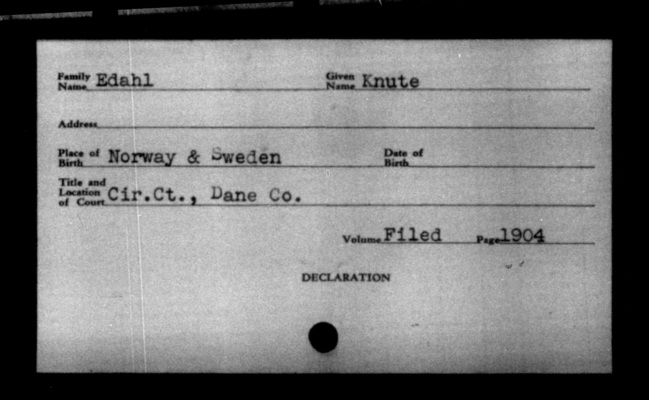 Family Name Edahl Given Name Knute
Address
Place of Birth Norway & Sweden Date of Birth
Title and Location of Court Cir.Ct., Dane Co.
Volume Filed Page 1904
DECLARATION